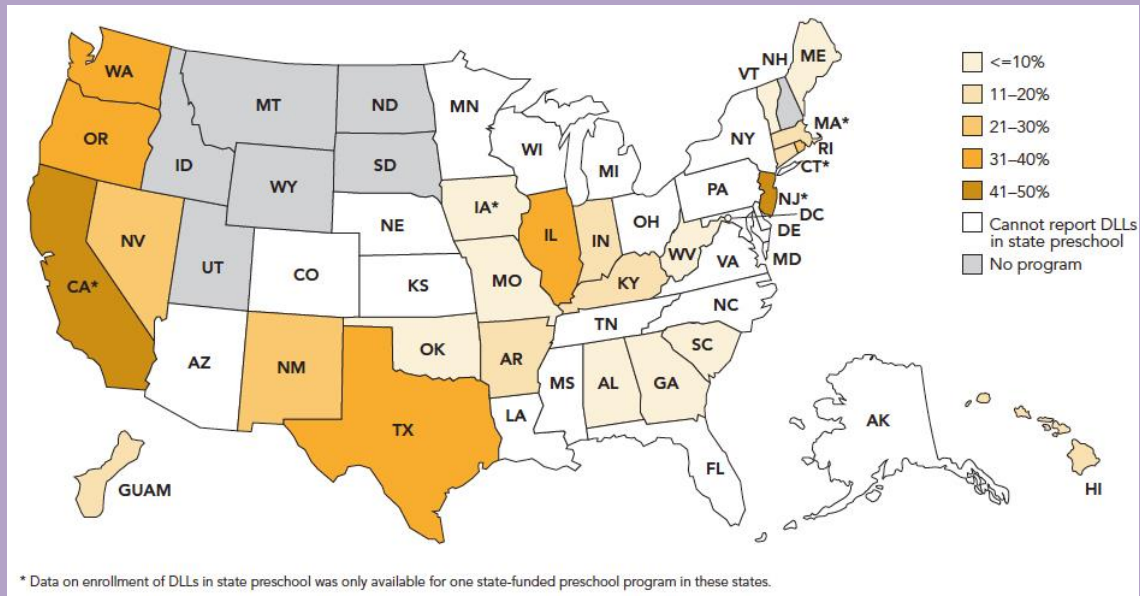 WA
OR
CA*
NV
ID
MT
WY
UT
AZ
NM
CO
ND
SD
NE
KS
OK
TX
MN
IA*
MO
AR
LA
WI
IL
MI
IN
KY
TN
MS
AL
GA
FL
SC
NC
VA
WV
OH
PA
NY
VT
NH
ME
MA*
RI
CT*
NJ*
DC
DE
MD
AK
HI
GUAM
<=10%
11–20%
21–30%
31–40%
41–50%
Cannot report DLLs
in state preschool
No program
* Data on enrollment of DLLs in state preschool was only available for one state-funded preschool program in these states.